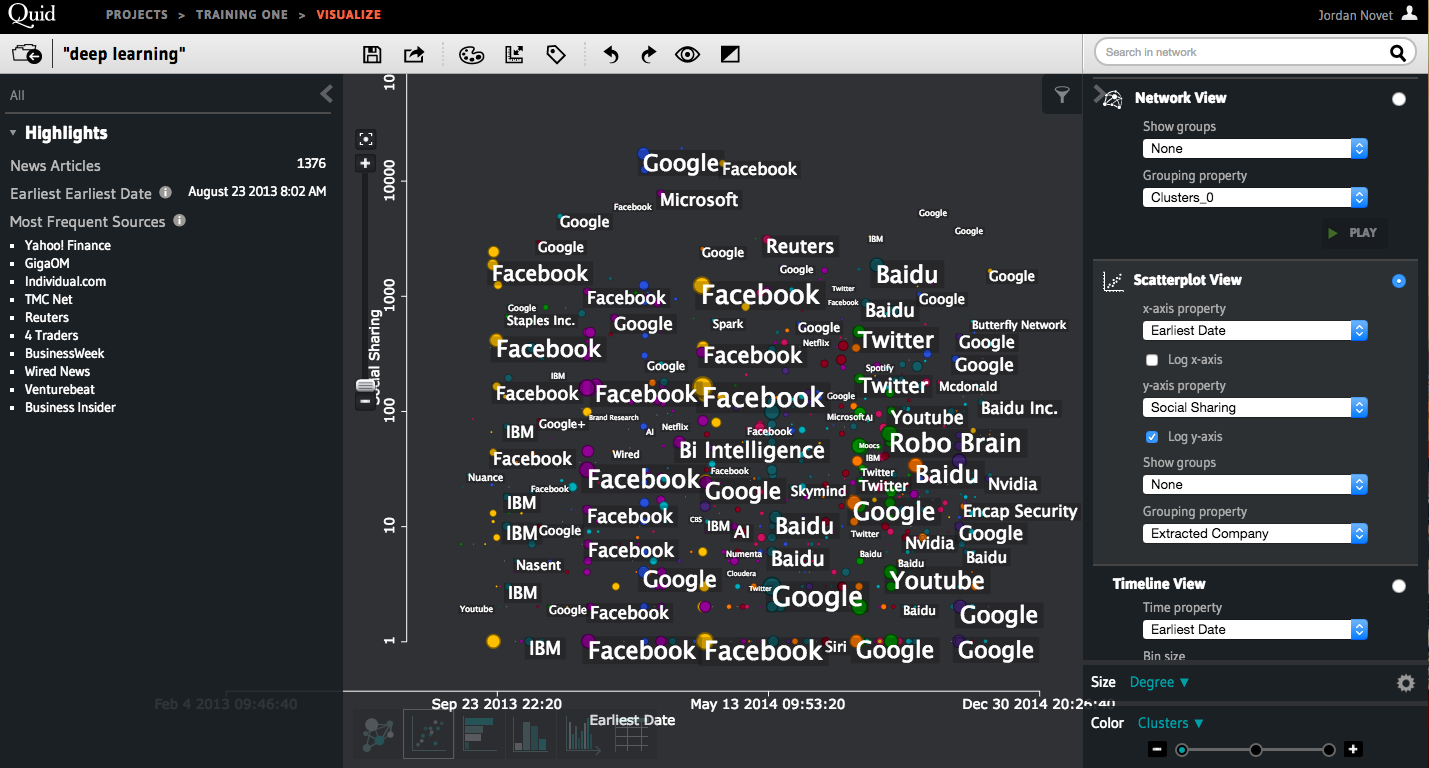 Quid
PROJECTS > TRAINING ONE > VISUALIZE
Jordan Novet
"deep learning"
Search in network
All
Highlights
News Articles 1376
Earliest Earliest Date August 23 2013 8:02 AM
Most Frequent Sources
Yahoo! Finance
GigaOM
Individual.com
TMC Net
Reuters
4 Traders
BusinessWeek
Wired News
Venturebeat
Business Insider
10000
1000
100
10
1
Google Facebook
Facebook Microsoft
Google Google Google
Google Google Reuters IBM
Facebook Google Baidu Google
Facebook Facebook Twitter Facebook Google
Google Staples Inc. Google Spark Google Baidu Butterfly Network
Facebook Facebook Netflix Twitter Google
IBM Google Spotify Google
Facebook Facebook Facebook Google Twitter Mcdonald
Brand Research Microsoft AI Youtube Baidu Inc.
IBM Google+ AI Netflix Facebook
Facebook Wired Bi Intelligence Moocs IBM Robo Brain
Nuance Facebook Facebook Facebook Google Skymind Twitter Twitter Baidu Nvidia
IBM Google Encap Security
Facebook CBS
IBM Google IBM AI Baidu Twitter Nvidia Google
Nasent Facebook Numenta Baidu Baidu Baidu Baidu
IBM Google Cloudera Twitter Google Youtube
Youtube Google Facebook Baidu Google
IBM Facebook Facebook Siri Google Google
Feb 4 2013 09:46:40 Sep 23 2013 22:20 May 13 2014 09:53:20 Dec 30 2014 20:26:40
Earliest Date
Network View
Show groups
None
Grouping property
Clusters_0
PLAY
Scatterplot View
x-axis property
Earliest Date
Log x-axis
y-axis property
Social Sharing
Log y-axis
Show groups
None
Grouping property
Extracted Company
Timeline View
Time property
Earliest Date
Bin size
Size Degree
Color Clusters